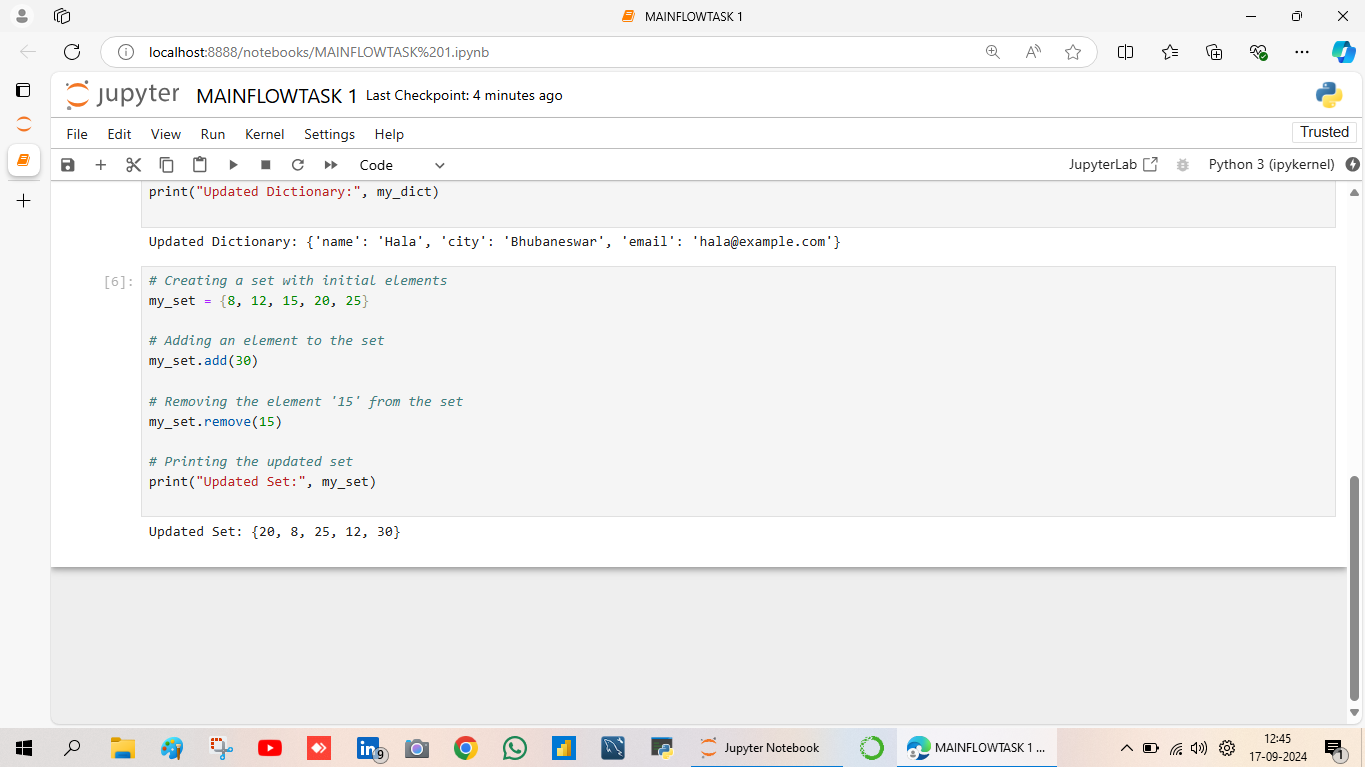 MAINFLOWTASK 1
localhost:8888/notebooks/MAINFLOWTASK%201.ipynb
jupyter MAINFLOWTASK 1 Last Checkpoint: 4 minutes ago
File Edit View Run Kernel Settings Help Trusted
Code JupyterLab Python 3 (ipykernel)
print("Updated Dictionary:", my_dict)
Updated Dictionary: {'name': 'Hala', 'city': 'Bhubaneswar', 'email': 'hala@example.com'}
[6]: # Creating a set with initial elements
my_set = {8, 12, 15, 20, 25}
# Adding an element to the set
my_set.add(30)
# Removing the element '15' from the set
my_set.remove(15)
# Printing the updated set
print("Updated Set:", my_set)
Updated Set: {20, 8, 25, 12, 30}
in 9 Jupyter Notebook MAINFLOWTASK 1 ... 12:45
17-09-2024 1